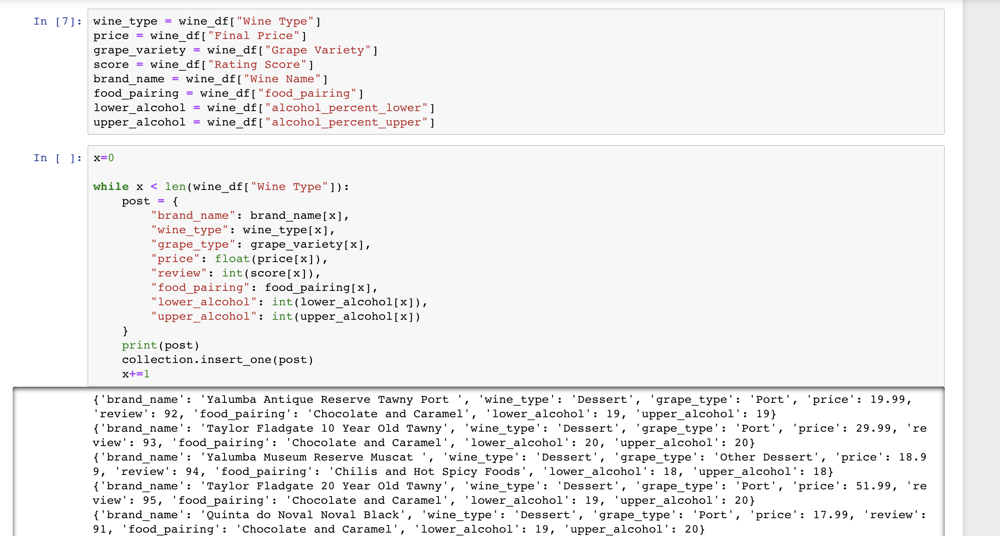 In [7]:
wine_type = wine_df["Wine Type"]
price = wine_df["Final Price"]
grape_variety = wine_df["Grape Variety"]
score = wine_df["Rating Score"]
brand_name = wine_df["Wine Name"]
food_pairing = wine_df["food_pairing"]
lower_alcohol = wine_df["alcohol_percent_lower"]
upper_alcohol = wine_df["alcohol_percent_upper"]
In [ ]:
x=0
while x < len(wine_df["Wine Type"]):
    post = {
        "brand_name": brand_name[x],
        "wine_type": wine_type[x],
        "grape_type": grape_variety[x],
        "price": float(price[x]),
        "review": int(score[x]),
        "food_pairing": food_pairing[x],
        "lower_alcohol": int(lower_alcohol[x]),
        "upper_alcohol": int(upper_alcohol[x])
    }
    print(post)
    collection.insert_one(post)
    x+=1
{'brand_name': 'Yalumba Antique Reserve Tawny Port ', 'wine_type': 'Dessert', 'grape_type': 'Port', 'price': 19.99,
'review': 92, 'food_pairing': 'Chocolate and Caramel', 'lower_alcohol': 19, 'upper_alcohol': 19}
{'brand_name': 'Taylor Fladgate 10 Year Old Tawny', 'wine_type': 'Dessert', 'grape_type': 'Port', 'price': 29.99, 're
view': 93, 'food_pairing': 'Chocolate and Caramel', 'lower_alcohol': 20, 'upper_alcohol': 20}
{'brand_name': 'Yalumba Museum Reserve Muscat ', 'wine_type': 'Dessert', 'grape_type': 'Other Dessert', 'price': 18.9
9, 'review': 94, 'food_pairing': 'Chilis and Hot Spicy Foods', 'lower_alcohol': 18, 'upper_alcohol': 18}
{'brand_name': 'Taylor Fladgate 20 Year Old Tawny', 'wine_type': 'Dessert', 'grape_type': 'Port', 'price': 51.99, 're
view': 95, 'food_pairing': 'Chocolate and Caramel', 'lower_alcohol': 19, 'upper_alcohol': 20}
{'brand_name': 'Quinta do Noval Noval Black', 'wine_type': 'Dessert', 'grape_type': 'Port', 'price': 17.99, 'review':
91, 'food_pairing': 'Chocolate and Caramel', 'lower_alcohol': 19, 'upper_alcohol': 20}